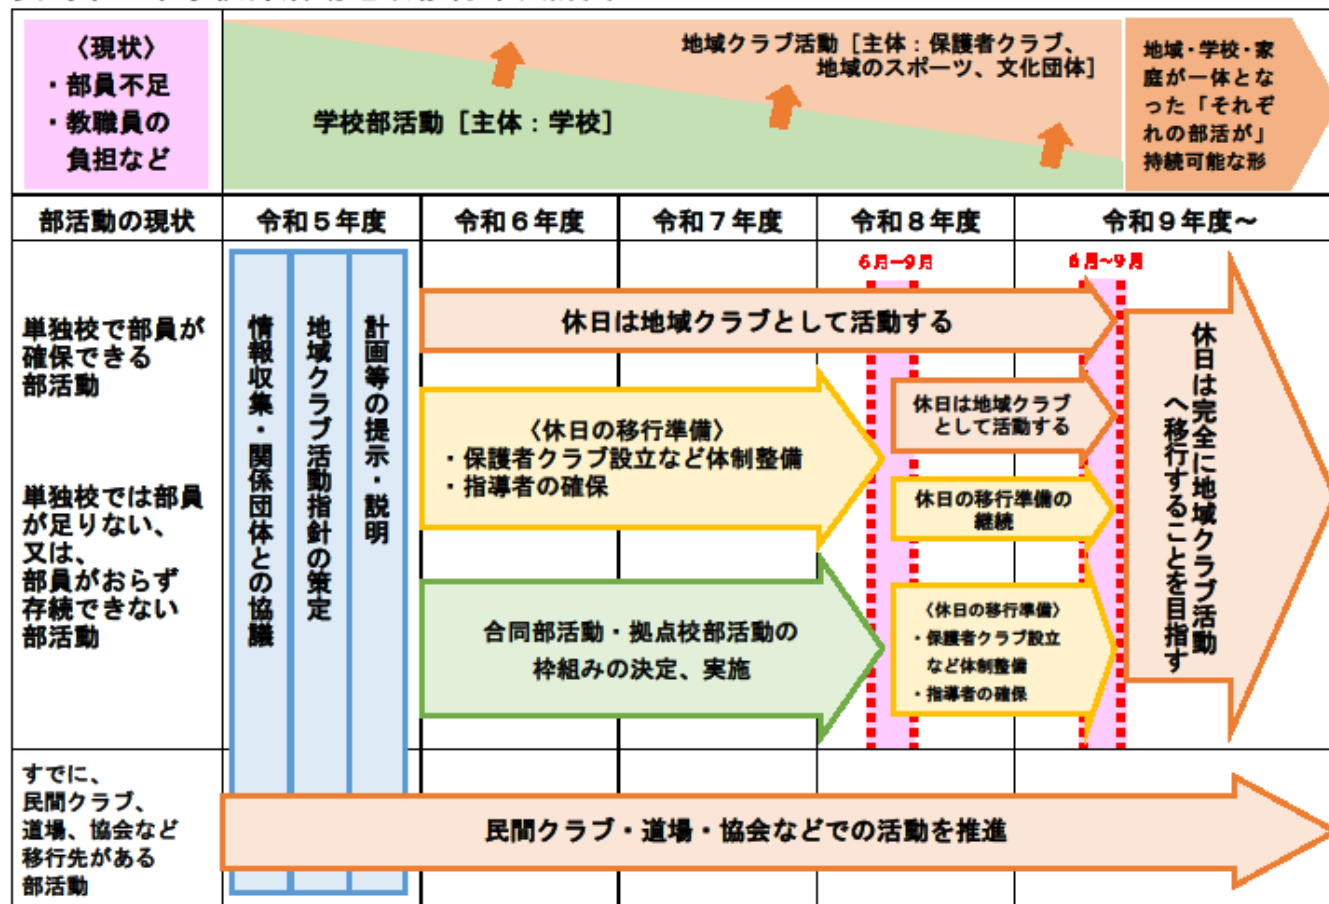 〈現状〉
・部員不足
・教職員の
負担など
地域クラブ活動［主体：保護者クラブ、
地域のスポーツ、文化団体］
学校部活動［主体：学校］
地域・学校・家
庭が一体とな
った「それぞ
れの部活が」
持続可能な形
部活動の現状
令和５年度
令和６年度
令和７年度
令和８年度
令和９年度～
単独校で部員が
確保できる
部活動
単独校では部員
が足りない、
又は、
部員がおらず
存続できない
部活動
情報収集・関係団体との協議
地域クラブ活動指針の策定
計画等の提示・説明
６月～９月
６月～９月
休日は地域クラブとして活動する
〈休日の移行準備〉
・保護者クラブ設立など体制整備
・指導者の確保
休日は地域クラブ
として活動する
休日の移行準備の
継続
合同部活動・拠点校部活動の
枠組みの決定、実施
〈休日の移行準備〉
・保護者クラブ設立
など体制整備
・指導者の確保
休日は完全に地域クラブ活動
へ移行することを目指す
すでに、
民間クラブ、
道場、協会など
移行先がある
部活動
民間クラブ・道場・協会などでの活動を推進